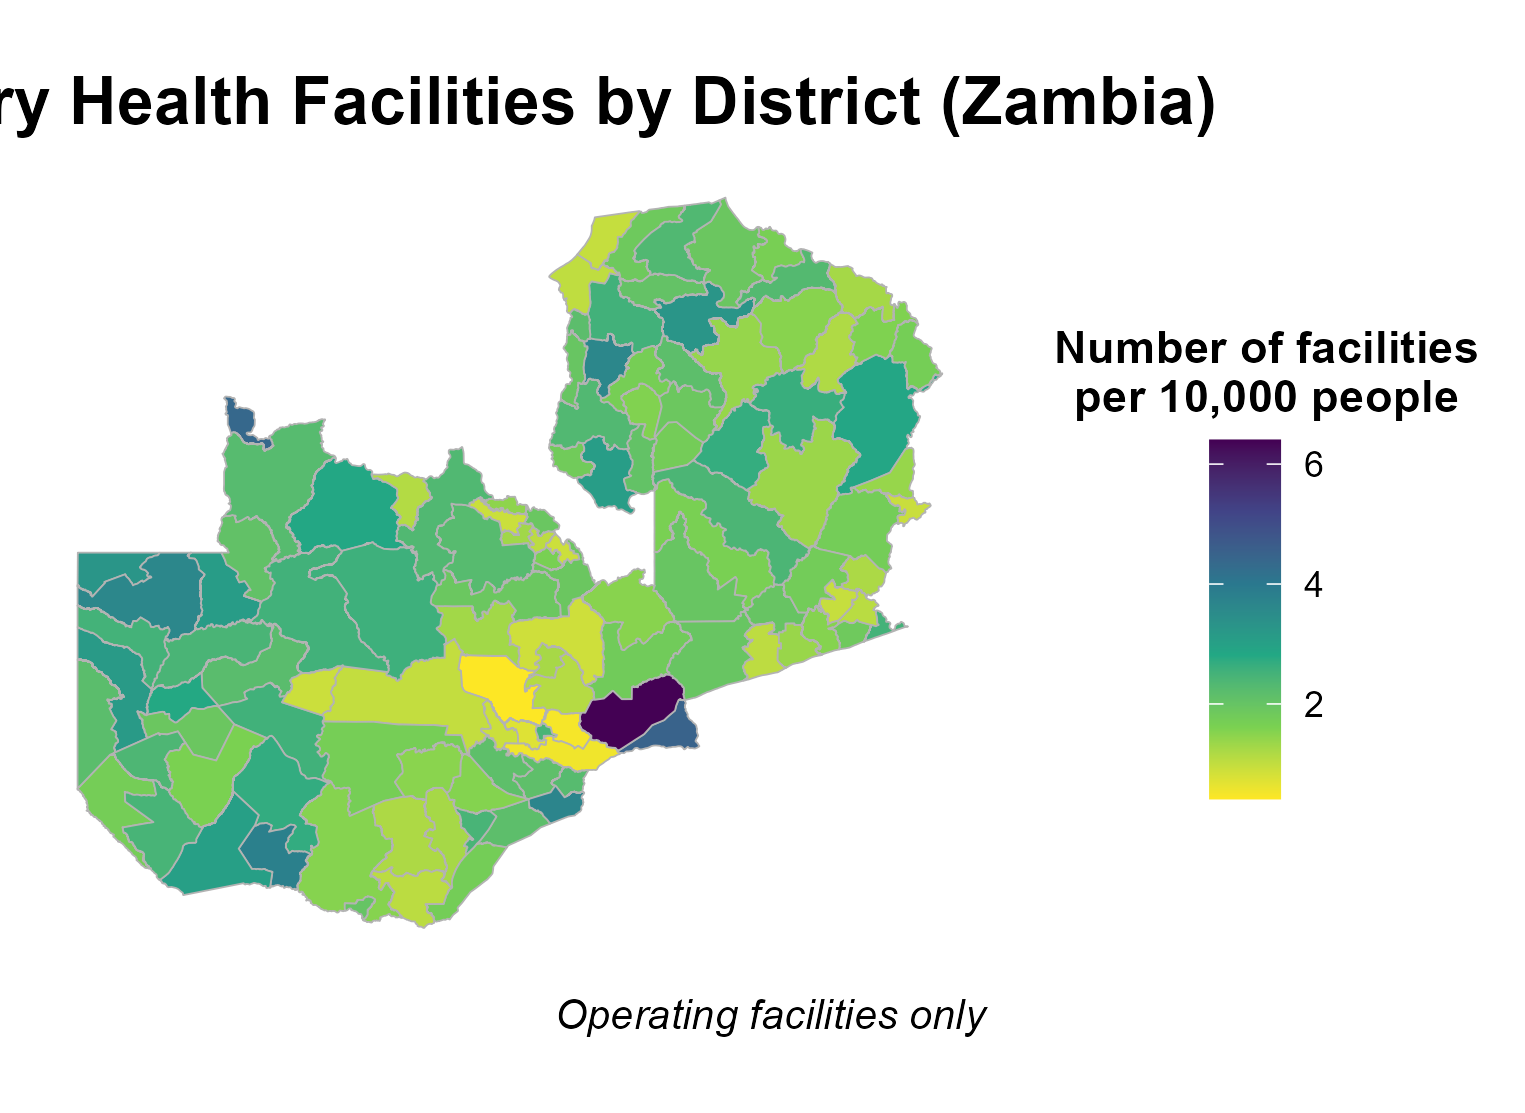 ry Health Facilities by District (Zambia)
Number of facilities
per 10,000 people
6
4
2
Operating facilities only